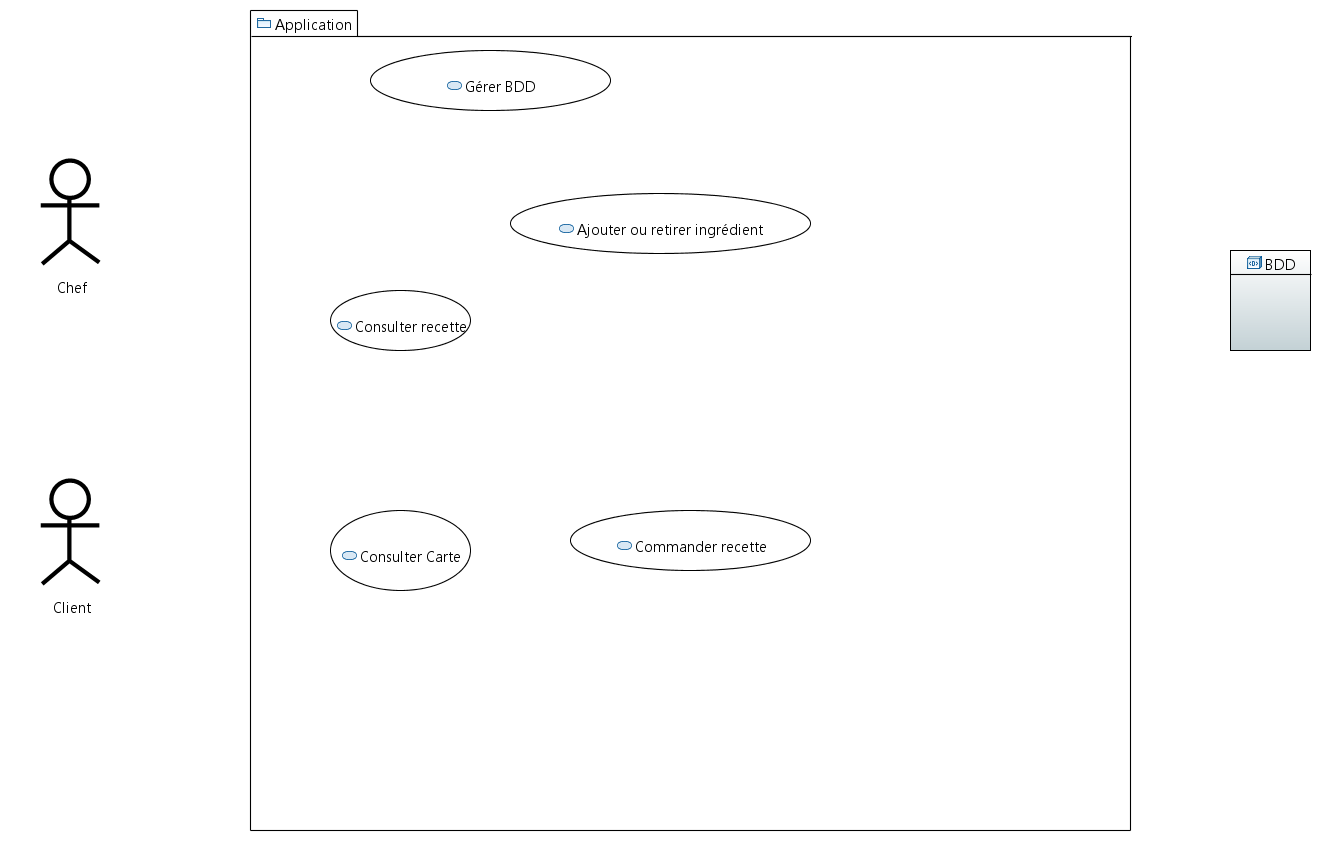 Application
Gérer BDD
Ajouter ou retirer ingrédient
BDD
Chef
Consulter recette
Commander recette
Consulter Carte
Client